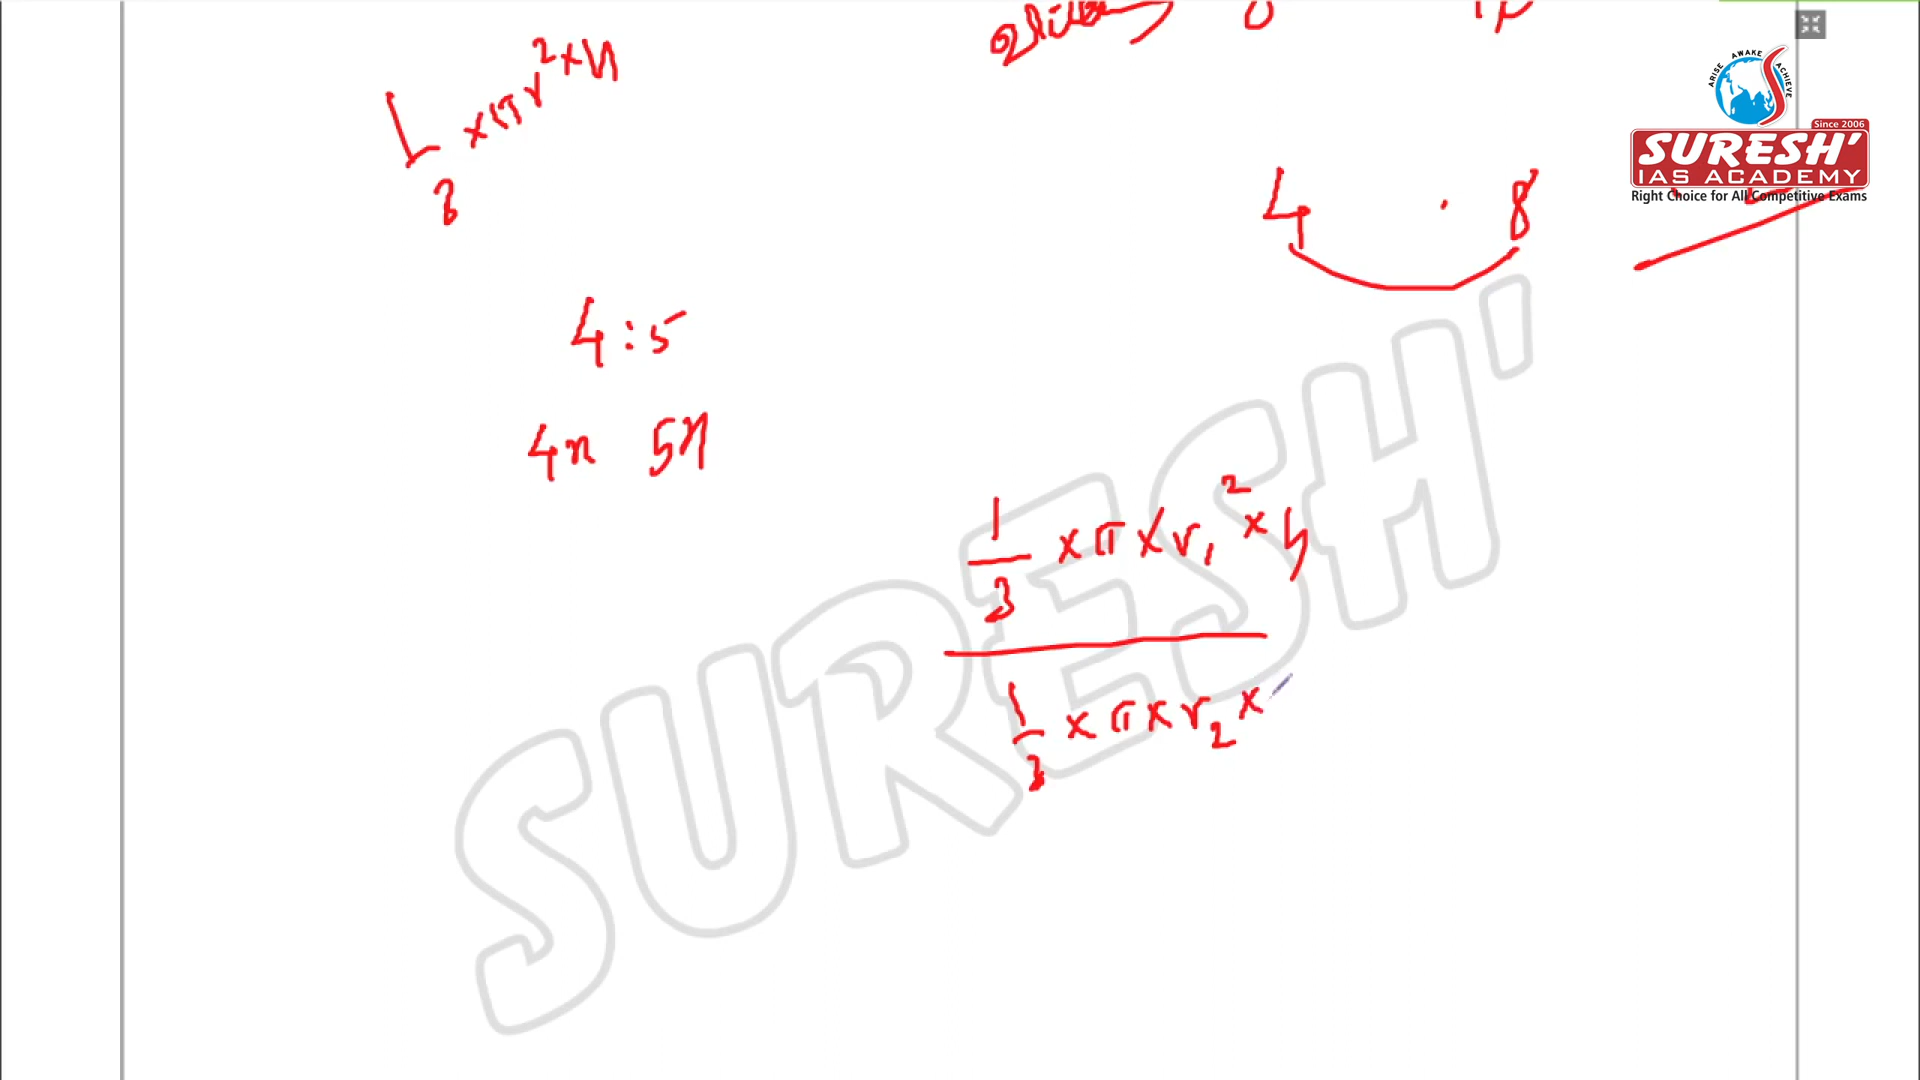 1/3 × π r² × h
ARISE AWAKE ACHIEVE
Since 2006
SURESH'
IAS ACADEMY
Right Choice for All Competitive Exams
4 . 8
4 : 5
4x 5x
1/3 × π × r₁² × h
1/3 × π × r₂ ×
SURESH'